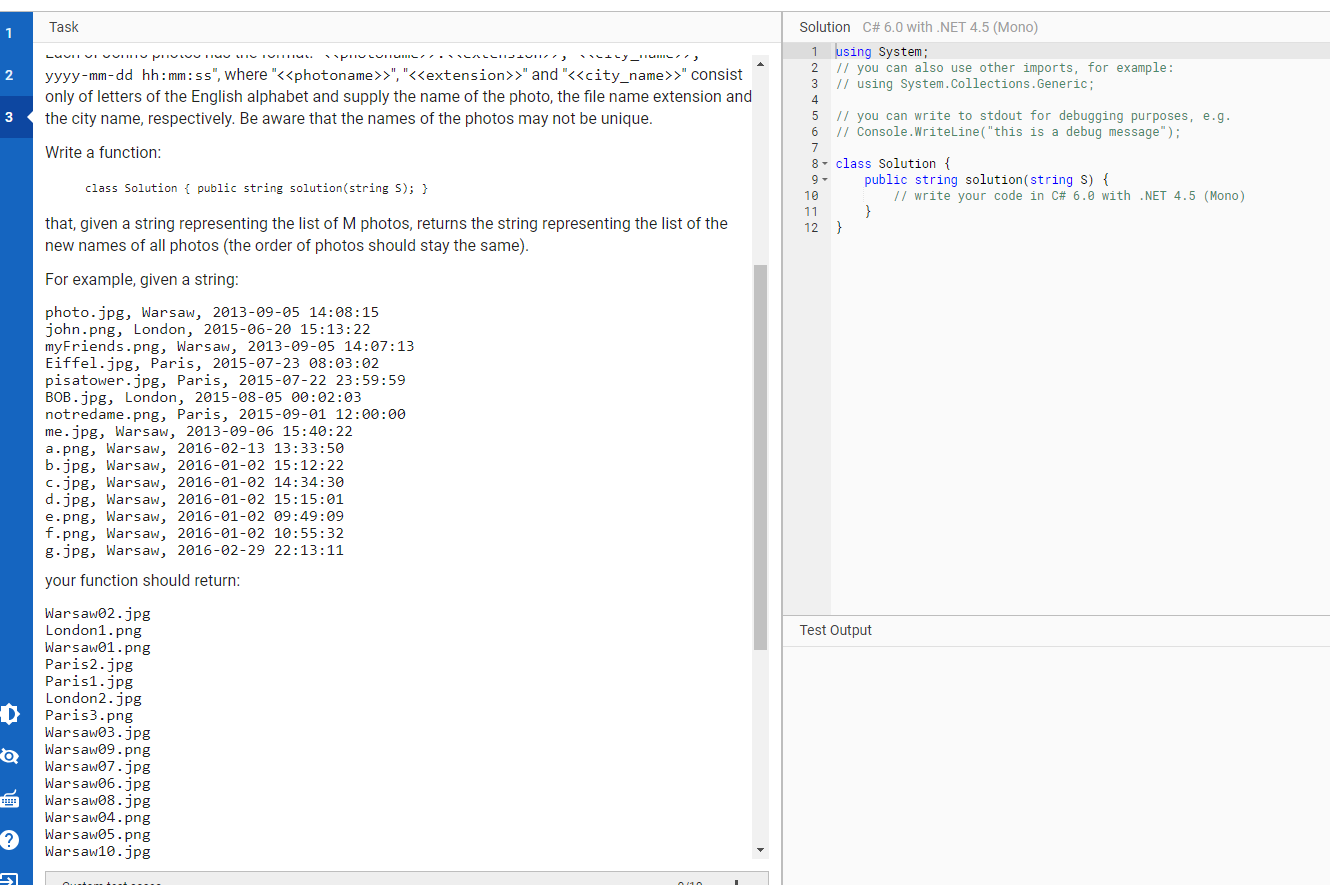 1
2
3
Task
yyyy-mm-dd hh:mm:ss", where "<<photoname>>","<<extension>>" and "<<city_name>>" consist
only of letters of the English alphabet and supply the name of the photo, the file name extension and
the city name, respectively. Be aware that the names of the photos may not be unique.
Write a function:
class Solution { public string solution(string S); }
that, given a string representing the list of M photos, returns the string representing the list of the
new names of all photos (the order of photos should stay the same).
For example, given a string:
photo.jpg, Warsaw, 2013-09-05 14:08:15
john.png, London, 2015-06-20 15:13:22
myFriends.png, Warsaw, 2013-09-05 14:07:13
Eiffel.jpg, Paris, 2015-07-23 08:03:02
pisatower.jpg, Paris, 2015-07-22 23:59:59
BOB.jpg, London, 2015-08-05 00:02:03
notredame.png, Paris, 2015-09-01 12:00:00
me.jpg, Warsaw, 2013-09-06 15:40:22
a.png, Warsaw, 2016-02-13 13:33:50
b.jpg, Warsaw, 2016-01-02 15:12:22
c.jpg, Warsaw, 2016-01-02 14:34:30
d.jpg, Warsaw, 2016-01-02 15:15:01
e.png, Warsaw, 2016-01-02 09:49:09
f.png, Warsaw, 2016-01-02 10:55:32
g.jpg, Warsaw, 2016-02-29 22:13:11
your function should return:
Warsaw02.jpg
London1.png
Warsaw01.png
Paris2.jpg
Paris1.jpg
London2.jpg
Paris3.png
Warsaw03.jpg
Warsaw09.png
Warsaw07.jpg
Warsaw06.jpg
Warsaw08.jpg
Warsaw04.png
Warsaw05.png
Warsaw10.jpg
Solution C# 6.0 with .NET 4.5 (Mono)
1 using System;
2 // you can also use other imports, for example:
3 // using System.Collections.Generic;
4
5 // you can write to stdout for debugging purposes, e.g.
6 // Console.WriteLine("this is a debug message");
7
8 class Solution {
9 public string solution(string S) {
10 // write your code in C# 6.0 with .NET 4.5 (Mono)
11 }
12 }
Test Output